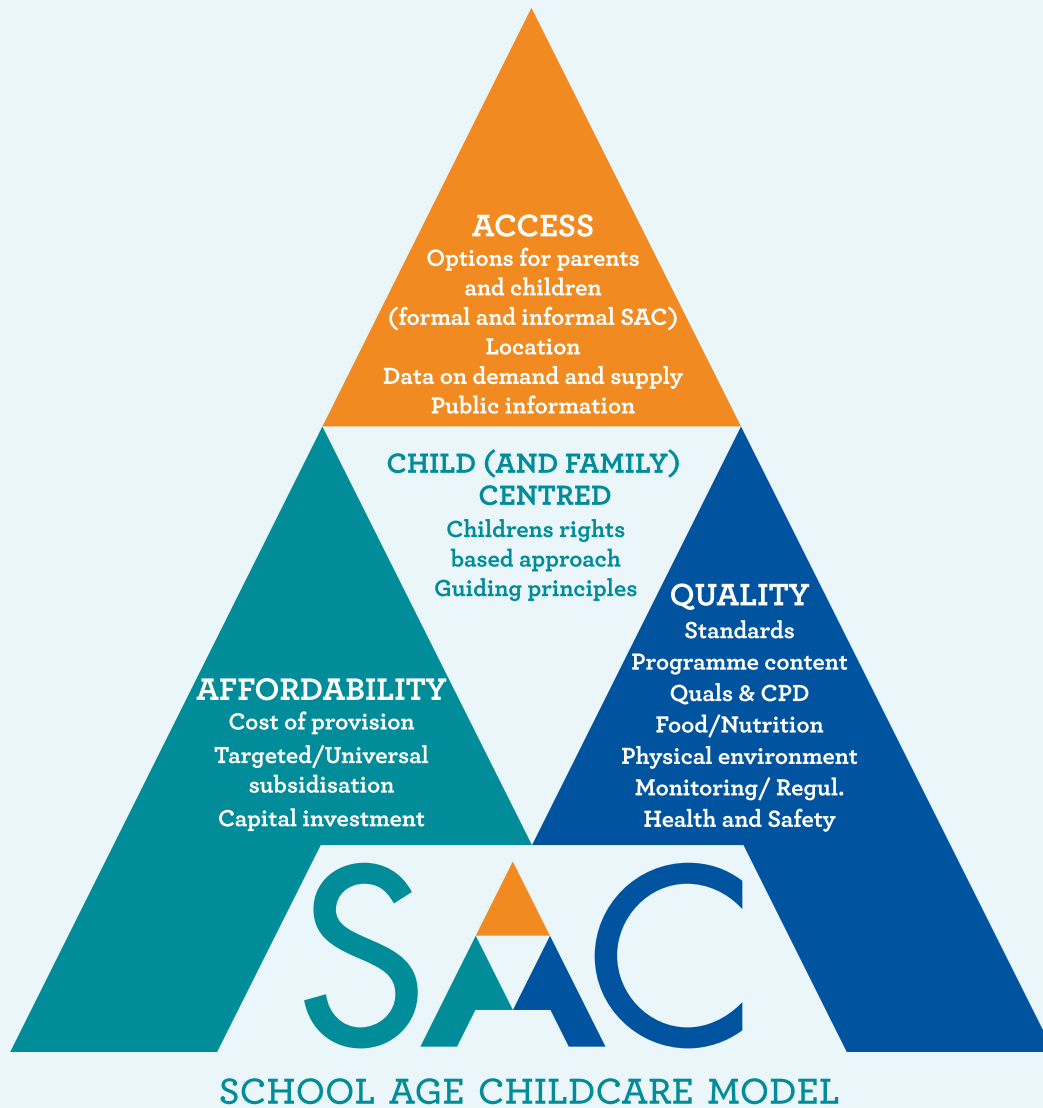 ACCESS
Options for parents
and children
(formal and informal SAC)
Location
Data on demand and supply
Public information
CHILD (AND FAMILY)
CENTRED
Childrens rights
based approach
Guiding principles
AFFORDABILITY
Cost of provision
Targeted/Universal
subsidisation
Capital investment
QUALITY
Standards
Programme content
Quals & CPD
Food/Nutrition
Physical environment
Monitoring/ Regul.
Health and Safety
SAC
SCHOOL AGE CHILDCARE MODEL